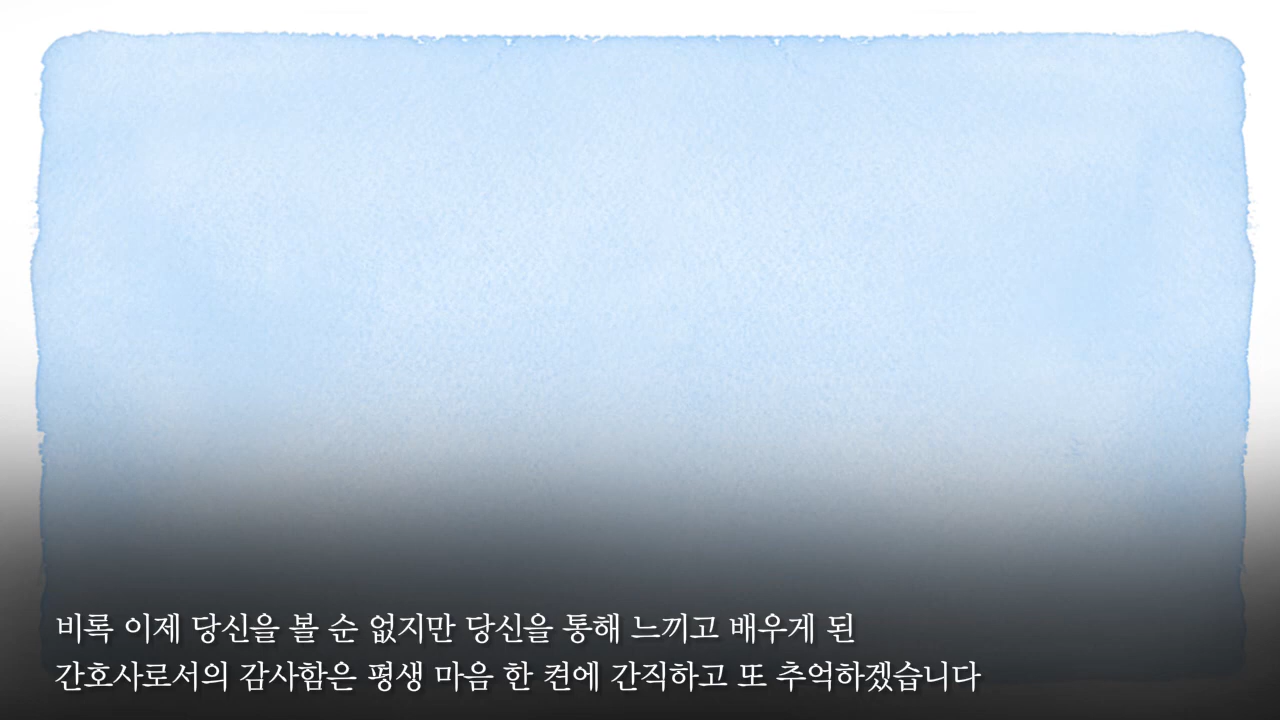 비록 이제 당신을 볼 순 없지만 당신을 통해 느끼고 배우게 된
간호사로서의 감사함은 평생 마음 한 켠에 간직하고 또 추억하겠습니다